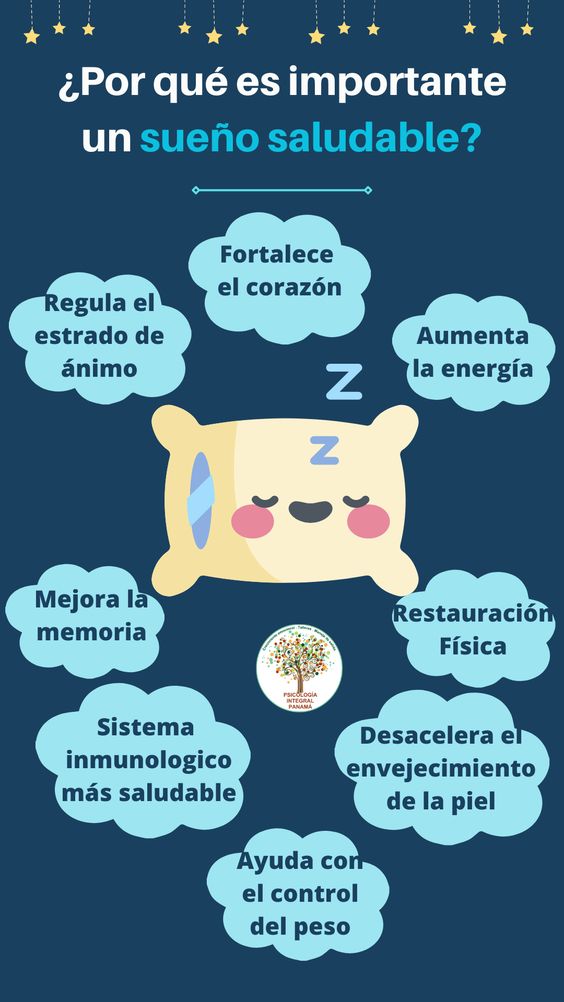 ¿Por qué es importante
un sueño saludable?
Fortalece
el corazón
Regula el
estrado de
ánimo
Aumenta
la energía
Z
Z
Mejora la
memoria
Restauración
Física
PSICOLOGÍA
INTEGRAL
PANAMÁ
Sistema
inmunologico
más saludable
Desacelera el
envejecimiento
de la piel
Ayuda con
el control
del peso